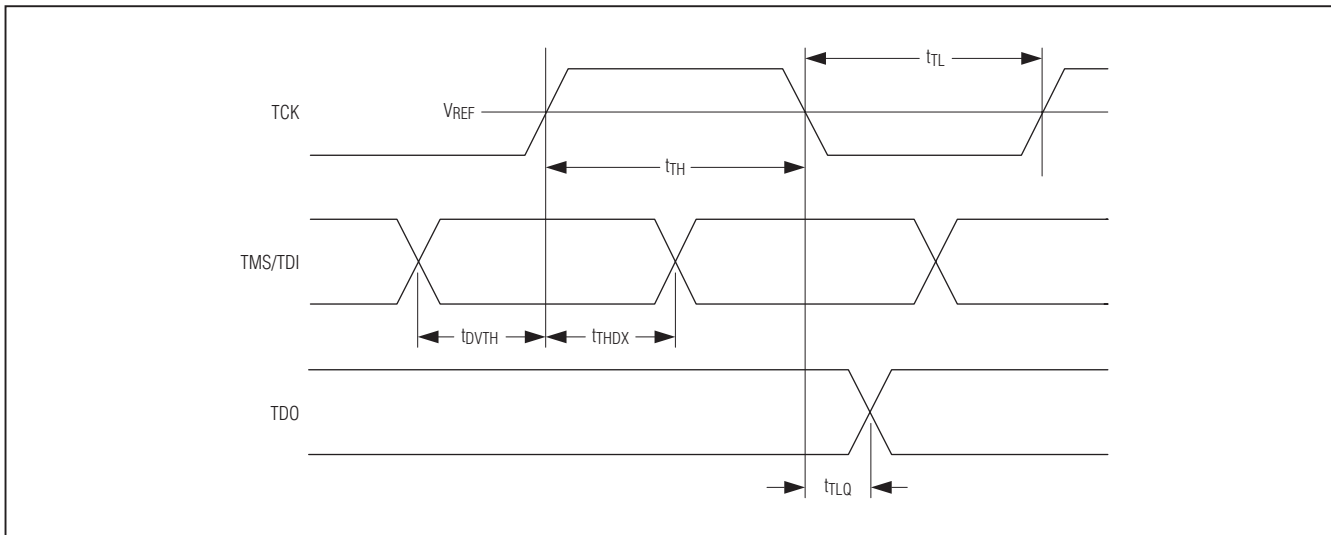 tTL
TCK
VREF
tTH
TMS/TDI
tDVTH
tTHDX
TDO
tTLQ